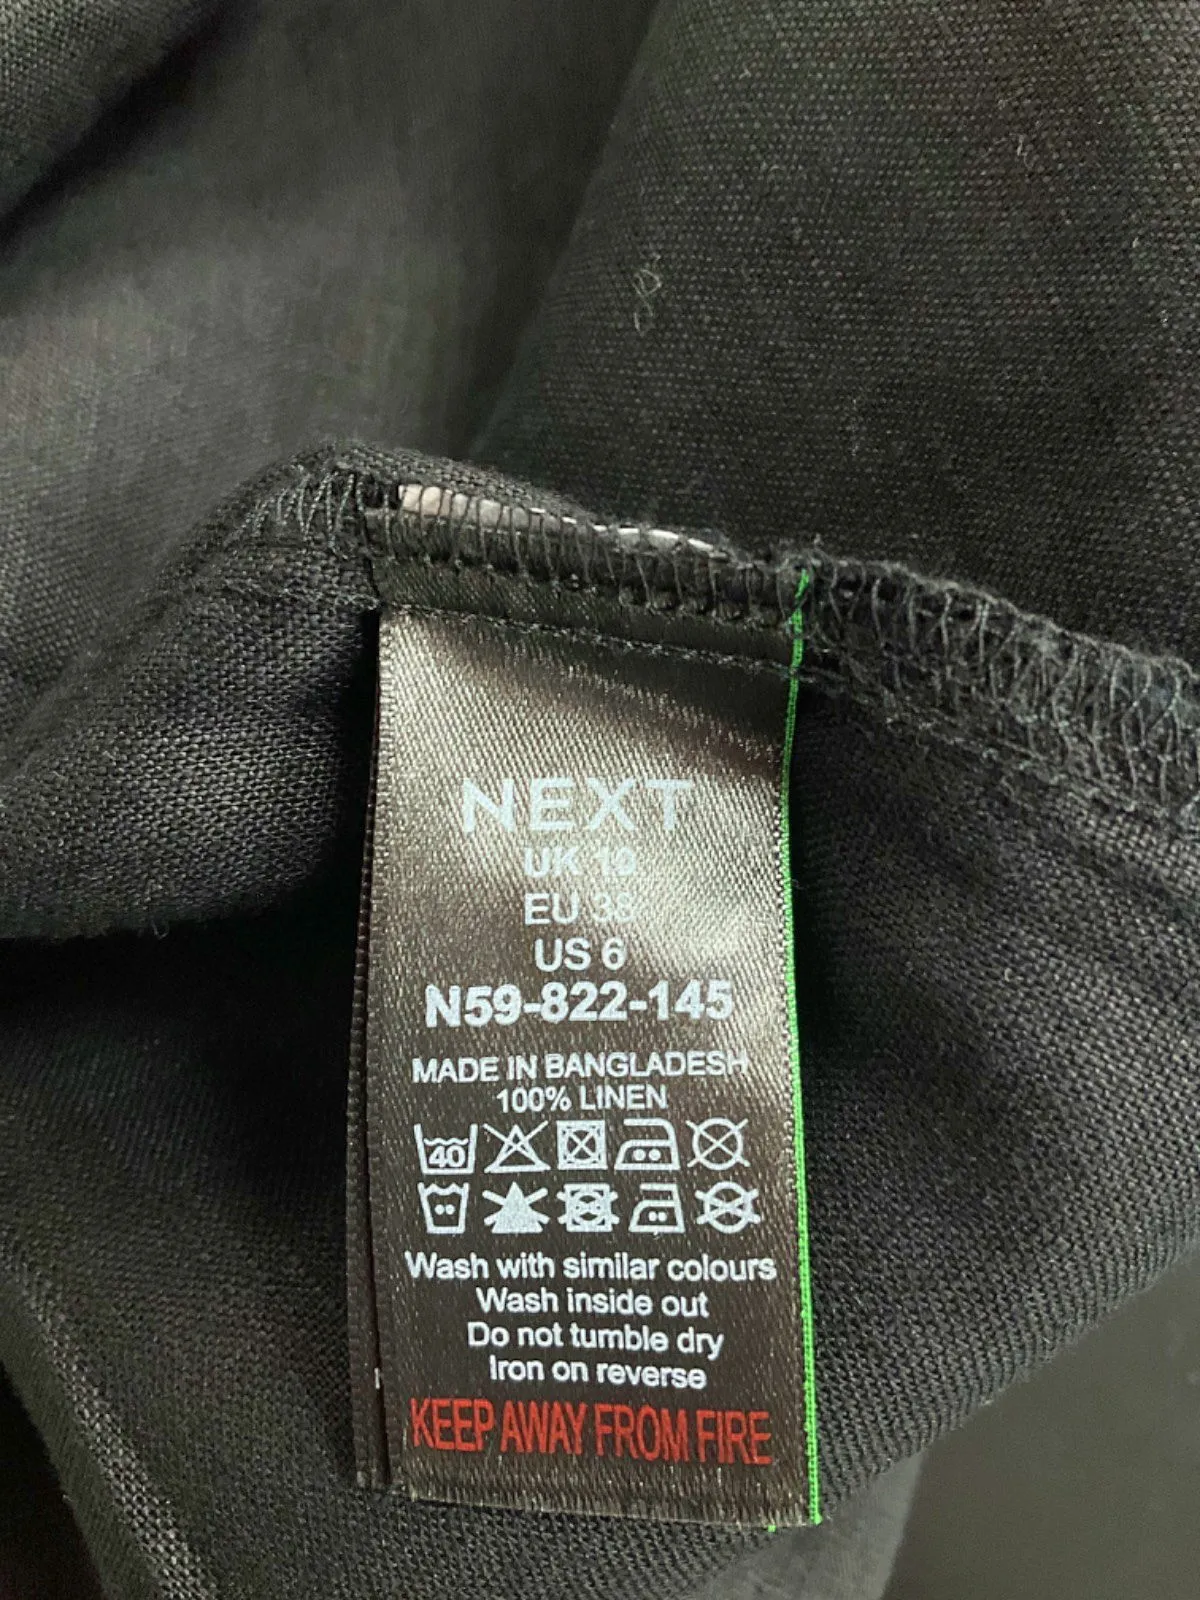 NEXT
UK 10
EU 38
US 6
N59-822-145
MADE IN BANGLADESH
100% LINEN
40
Wash with similar colours
Wash inside out
Do not tumble dry
Iron on reverse
KEEP AWAY FROM FIRE